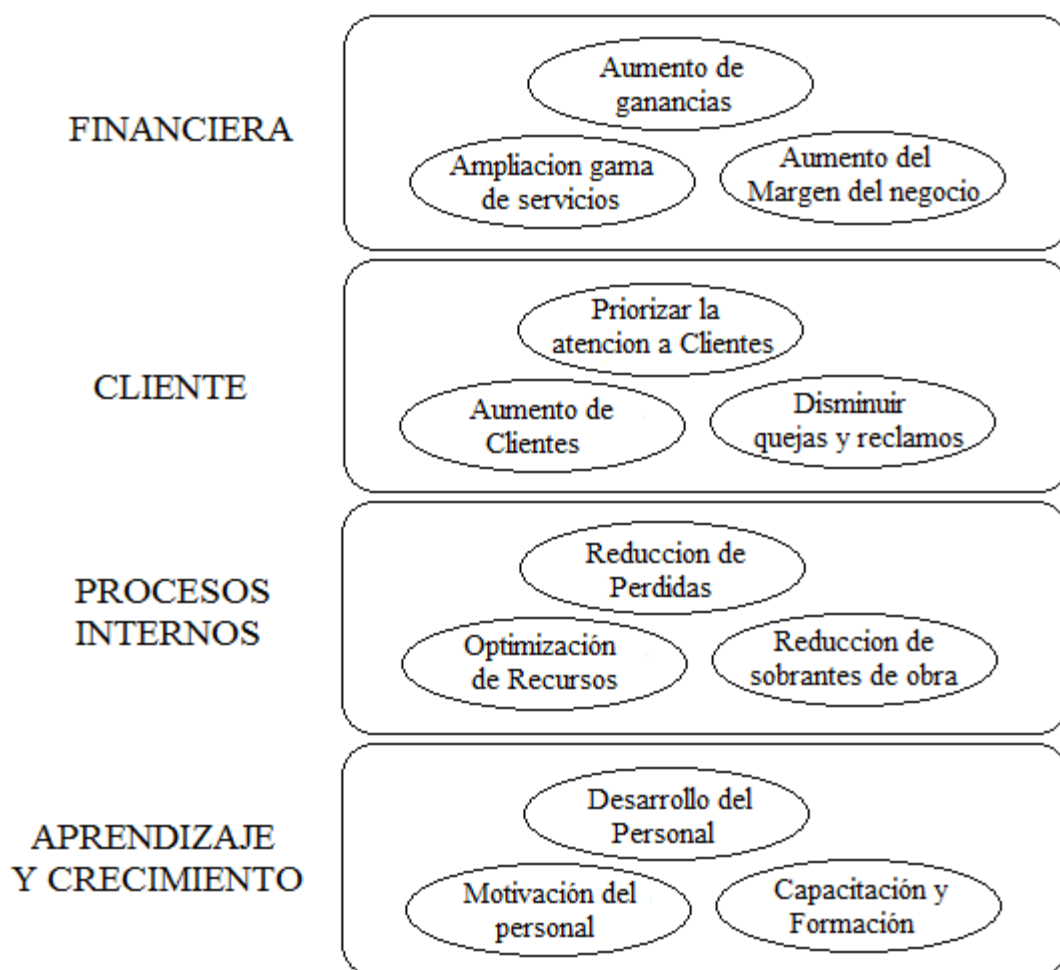 FINANCIERA
Aumento de
ganancias
Ampliacion gama
de servicios
Aumento del
Margen del negocio
CLIENTE
Priorizar la
atencion a Clientes
Aumento de
Clientes
Disminuir
quejas y reclamos
PROCESOS
INTERNOS
Reduccion de
Perdidas
Optimización
de Recursos
Reduccion de
sobrantes de obra
APRENDIZAJE
Y CRECIMIENTO
Desarrollo del
Personal
Motivación del
personal
Capacitación y
Formación